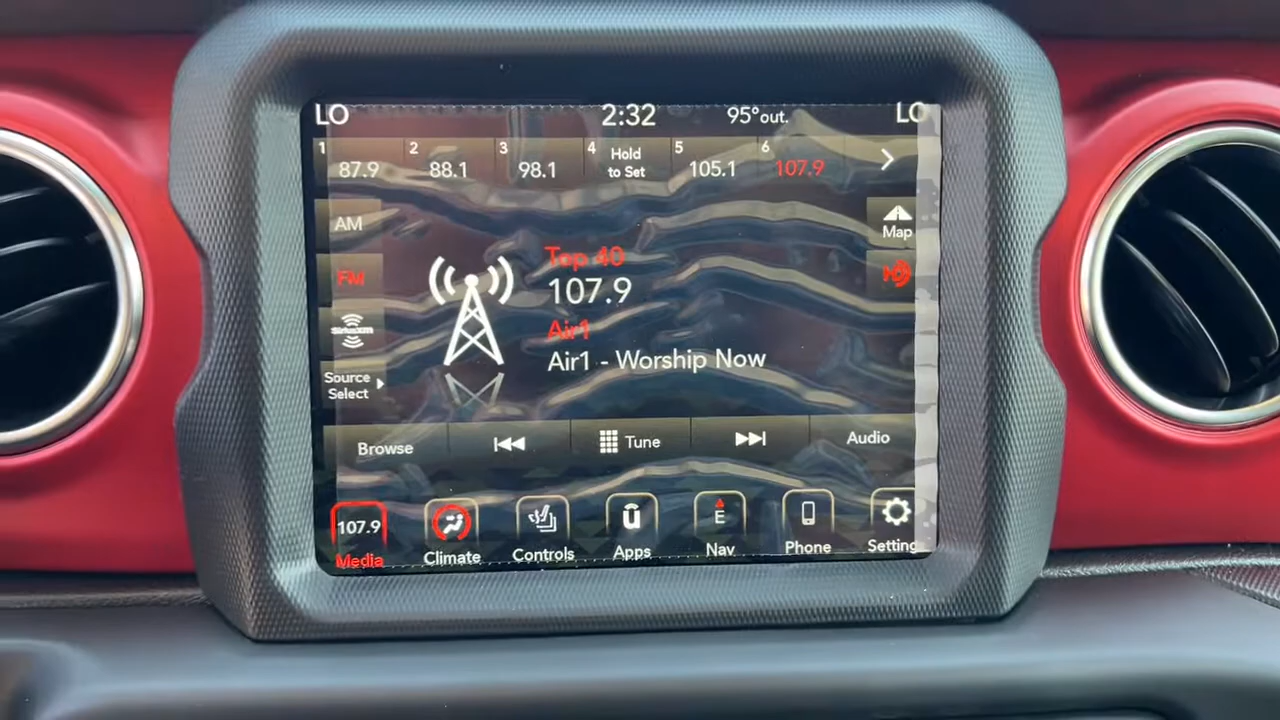 LO 2:32 95°out. LO
1 87.9 2 88.1 3 98.1 4 Hold to Set 5 105.1 6 107.9
AM
Map
FM
Top 40
107.9
SiriusXM
Air1
Air1 - Worship Now
Source
Select
Browse Tune Audio
107.9 E
Media Climate Controls Apps Nav Phone Setting